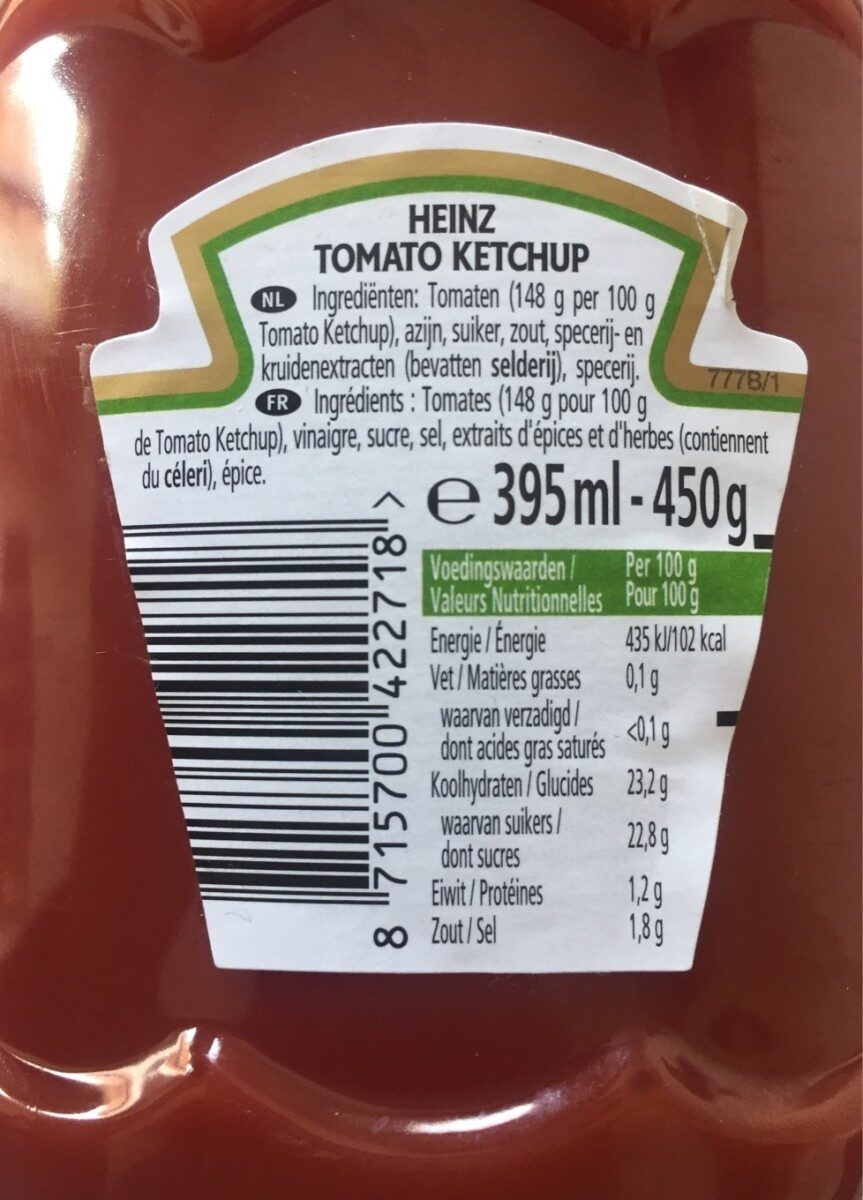 HEINZ
TOMATO KETCHUP
NL Ingrediënten: Tomaten (148 g per 100 g
Tomato Ketchup), azijn, suiker, zout, specerij- en
kruidenextracten (bevatten selderij), specerij.
777B/1
FR Ingrédients : Tomates (148 g pour 100 g
de Tomato Ketchup), vinaigre, sucre, sel, extraits d'épices et d'herbes (contiennent
du céleri), épice.
e 395 ml - 450 g
8 715700 422718 >
Voedingswaarden / Per 100 g
Valeurs Nutritionnelles Pour 100 g
Energie / Énergie 435 kJ/102 kcal
Vet / Matières grasses 0,1 g
waarvan verzadigd /
dont acides gras saturés <0,1 g
Koolhydraten / Glucides 23,2 g
waarvan suikers /
dont sucres 22,8 g
Eiwit / Protéines 1,2 g
Zout / Sel 1,8 g